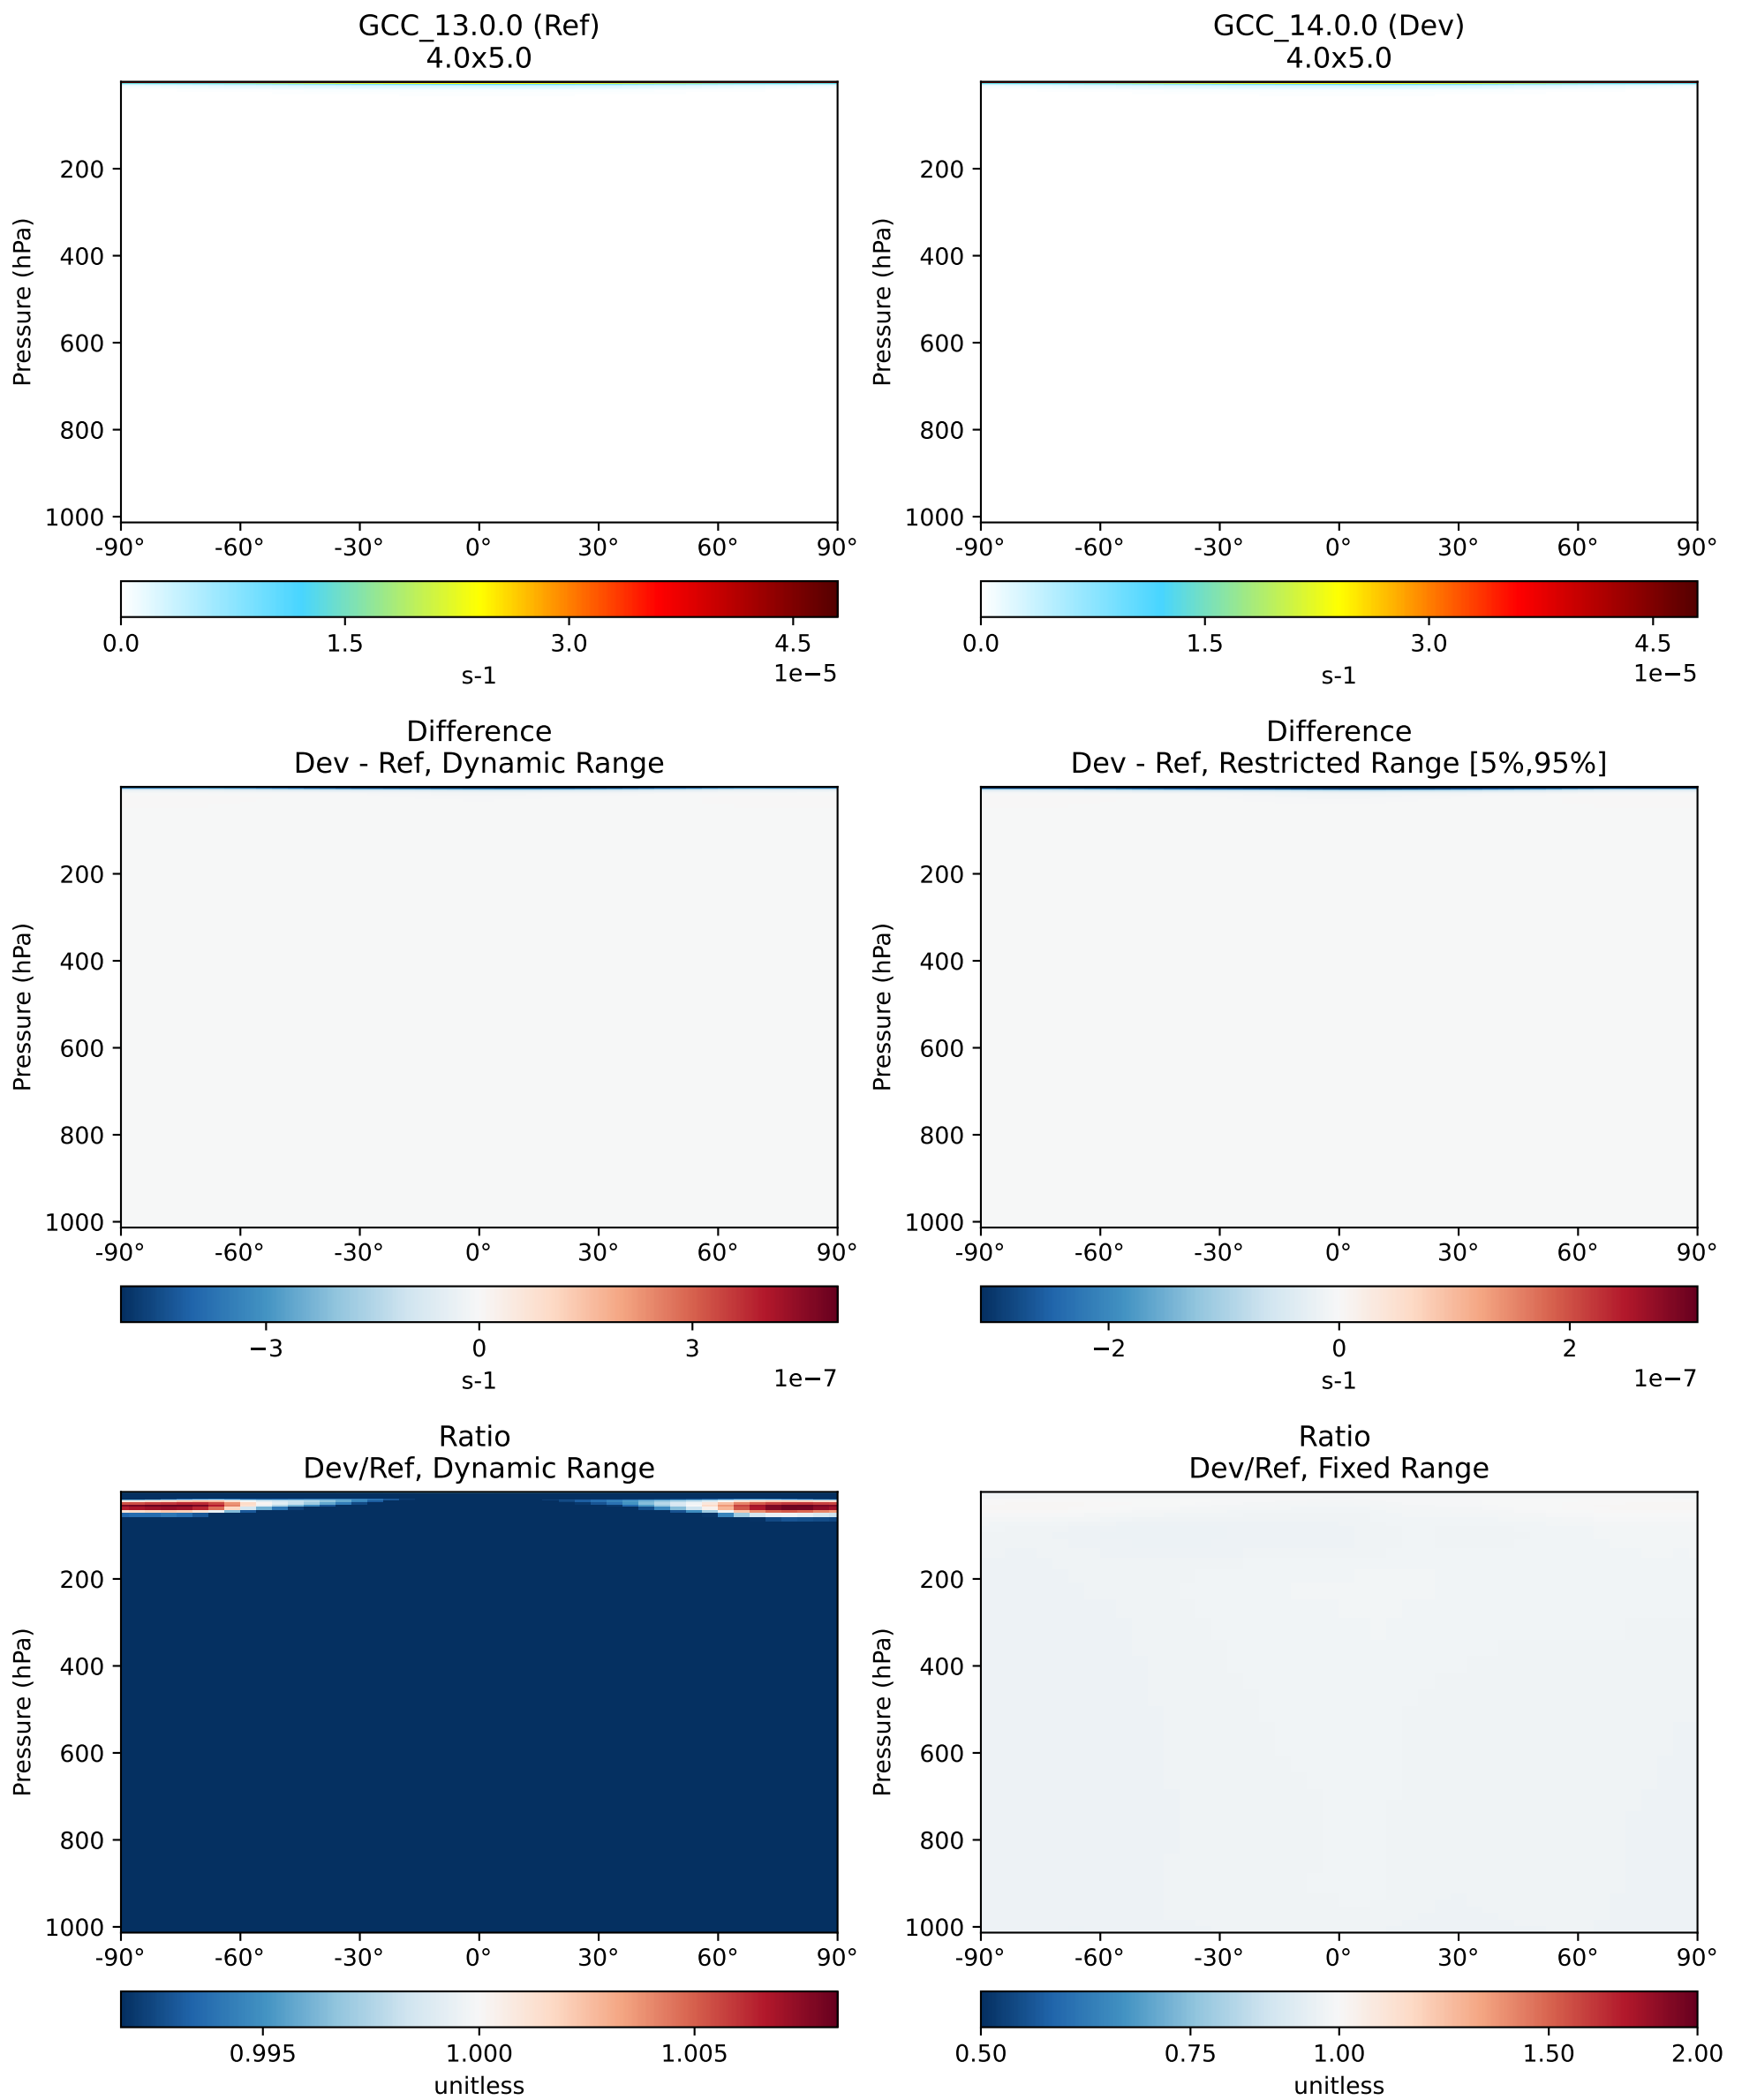 GCC_13.0.0 (Ref)
4.0x5.0
GCC_14.0.0 (Dev)
4.0x5.0
Pressure (hPa)
200
400
600
800
1000
-90° -60° -30° 0° 30° 60° 90°
0.0 1.5 3.0 4.5
1e−5
s-1
Pressure (hPa)
200
400
600
800
1000
-90° -60° -30° 0° 30° 60° 90°
0.0 1.5 3.0 4.5
1e−5
s-1
Difference
Dev - Ref, Dynamic Range
Pressure (hPa)
200
400
600
800
1000
-90° -60° -30° 0° 30° 60° 90°
−3 0 3
1e−7
s-1
Difference
Dev - Ref, Restricted Range [5%,95%]
Pressure (hPa)
200
400
600
800
1000
-90° -60° -30° 0° 30° 60° 90°
−2 0 2
1e−7
s-1
Ratio
Dev/Ref, Dynamic Range
Pressure (hPa)
200
400
600
800
1000
-90° -60° -30° 0° 30° 60° 90°
0.995 1.000 1.005
unitless
Ratio
Dev/Ref, Fixed Range
Pressure (hPa)
200
400
600
800
1000
-90° -60° -30° 0° 30° 60° 90°
0.50 0.75 1.00 1.50 2.00
unitless